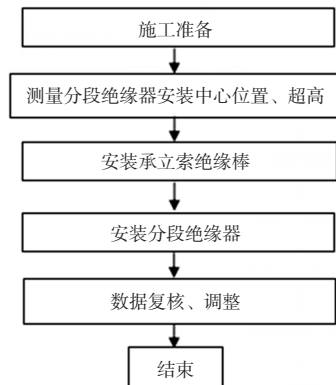 施工准备
测量分段绝缘器安装中心位置、超高
安装承立索绝缘棒
安装分段绝缘器
数据复核、调整
结束